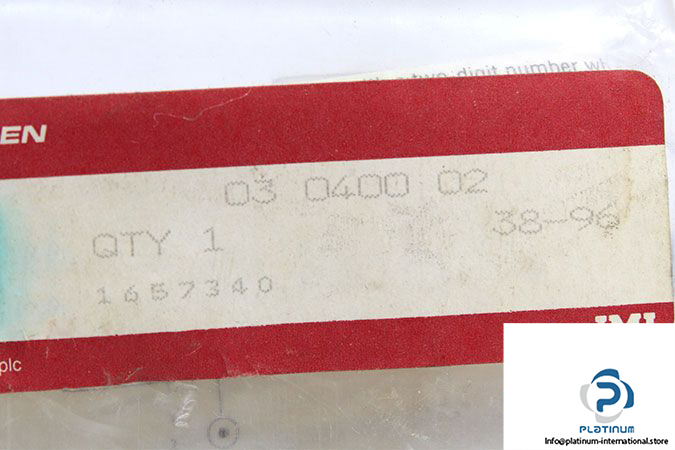 a two-digit number wh
EN
03 0400 02
QTY 1
38-96
1657340
IMI
plc
PLATINUM
Info@platinum-international.store